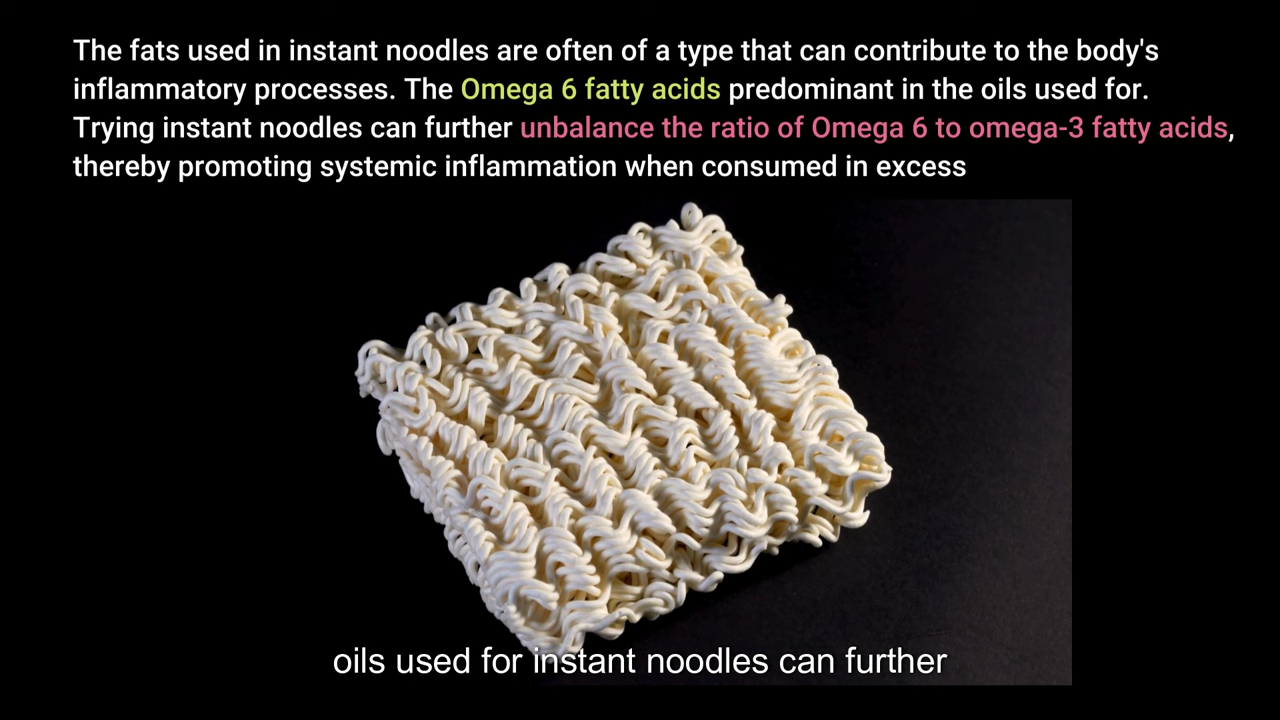 The fats used in instant noodles are often of a type that can contribute to the body's
inflammatory processes. The Omega 6 fatty acids predominant in the oils used for.
Trying instant noodles can further unbalance the ratio of Omega 6 to omega-3 fatty acids,
thereby promoting systemic inflammation when consumed in excess
oils used for instant noodles can further